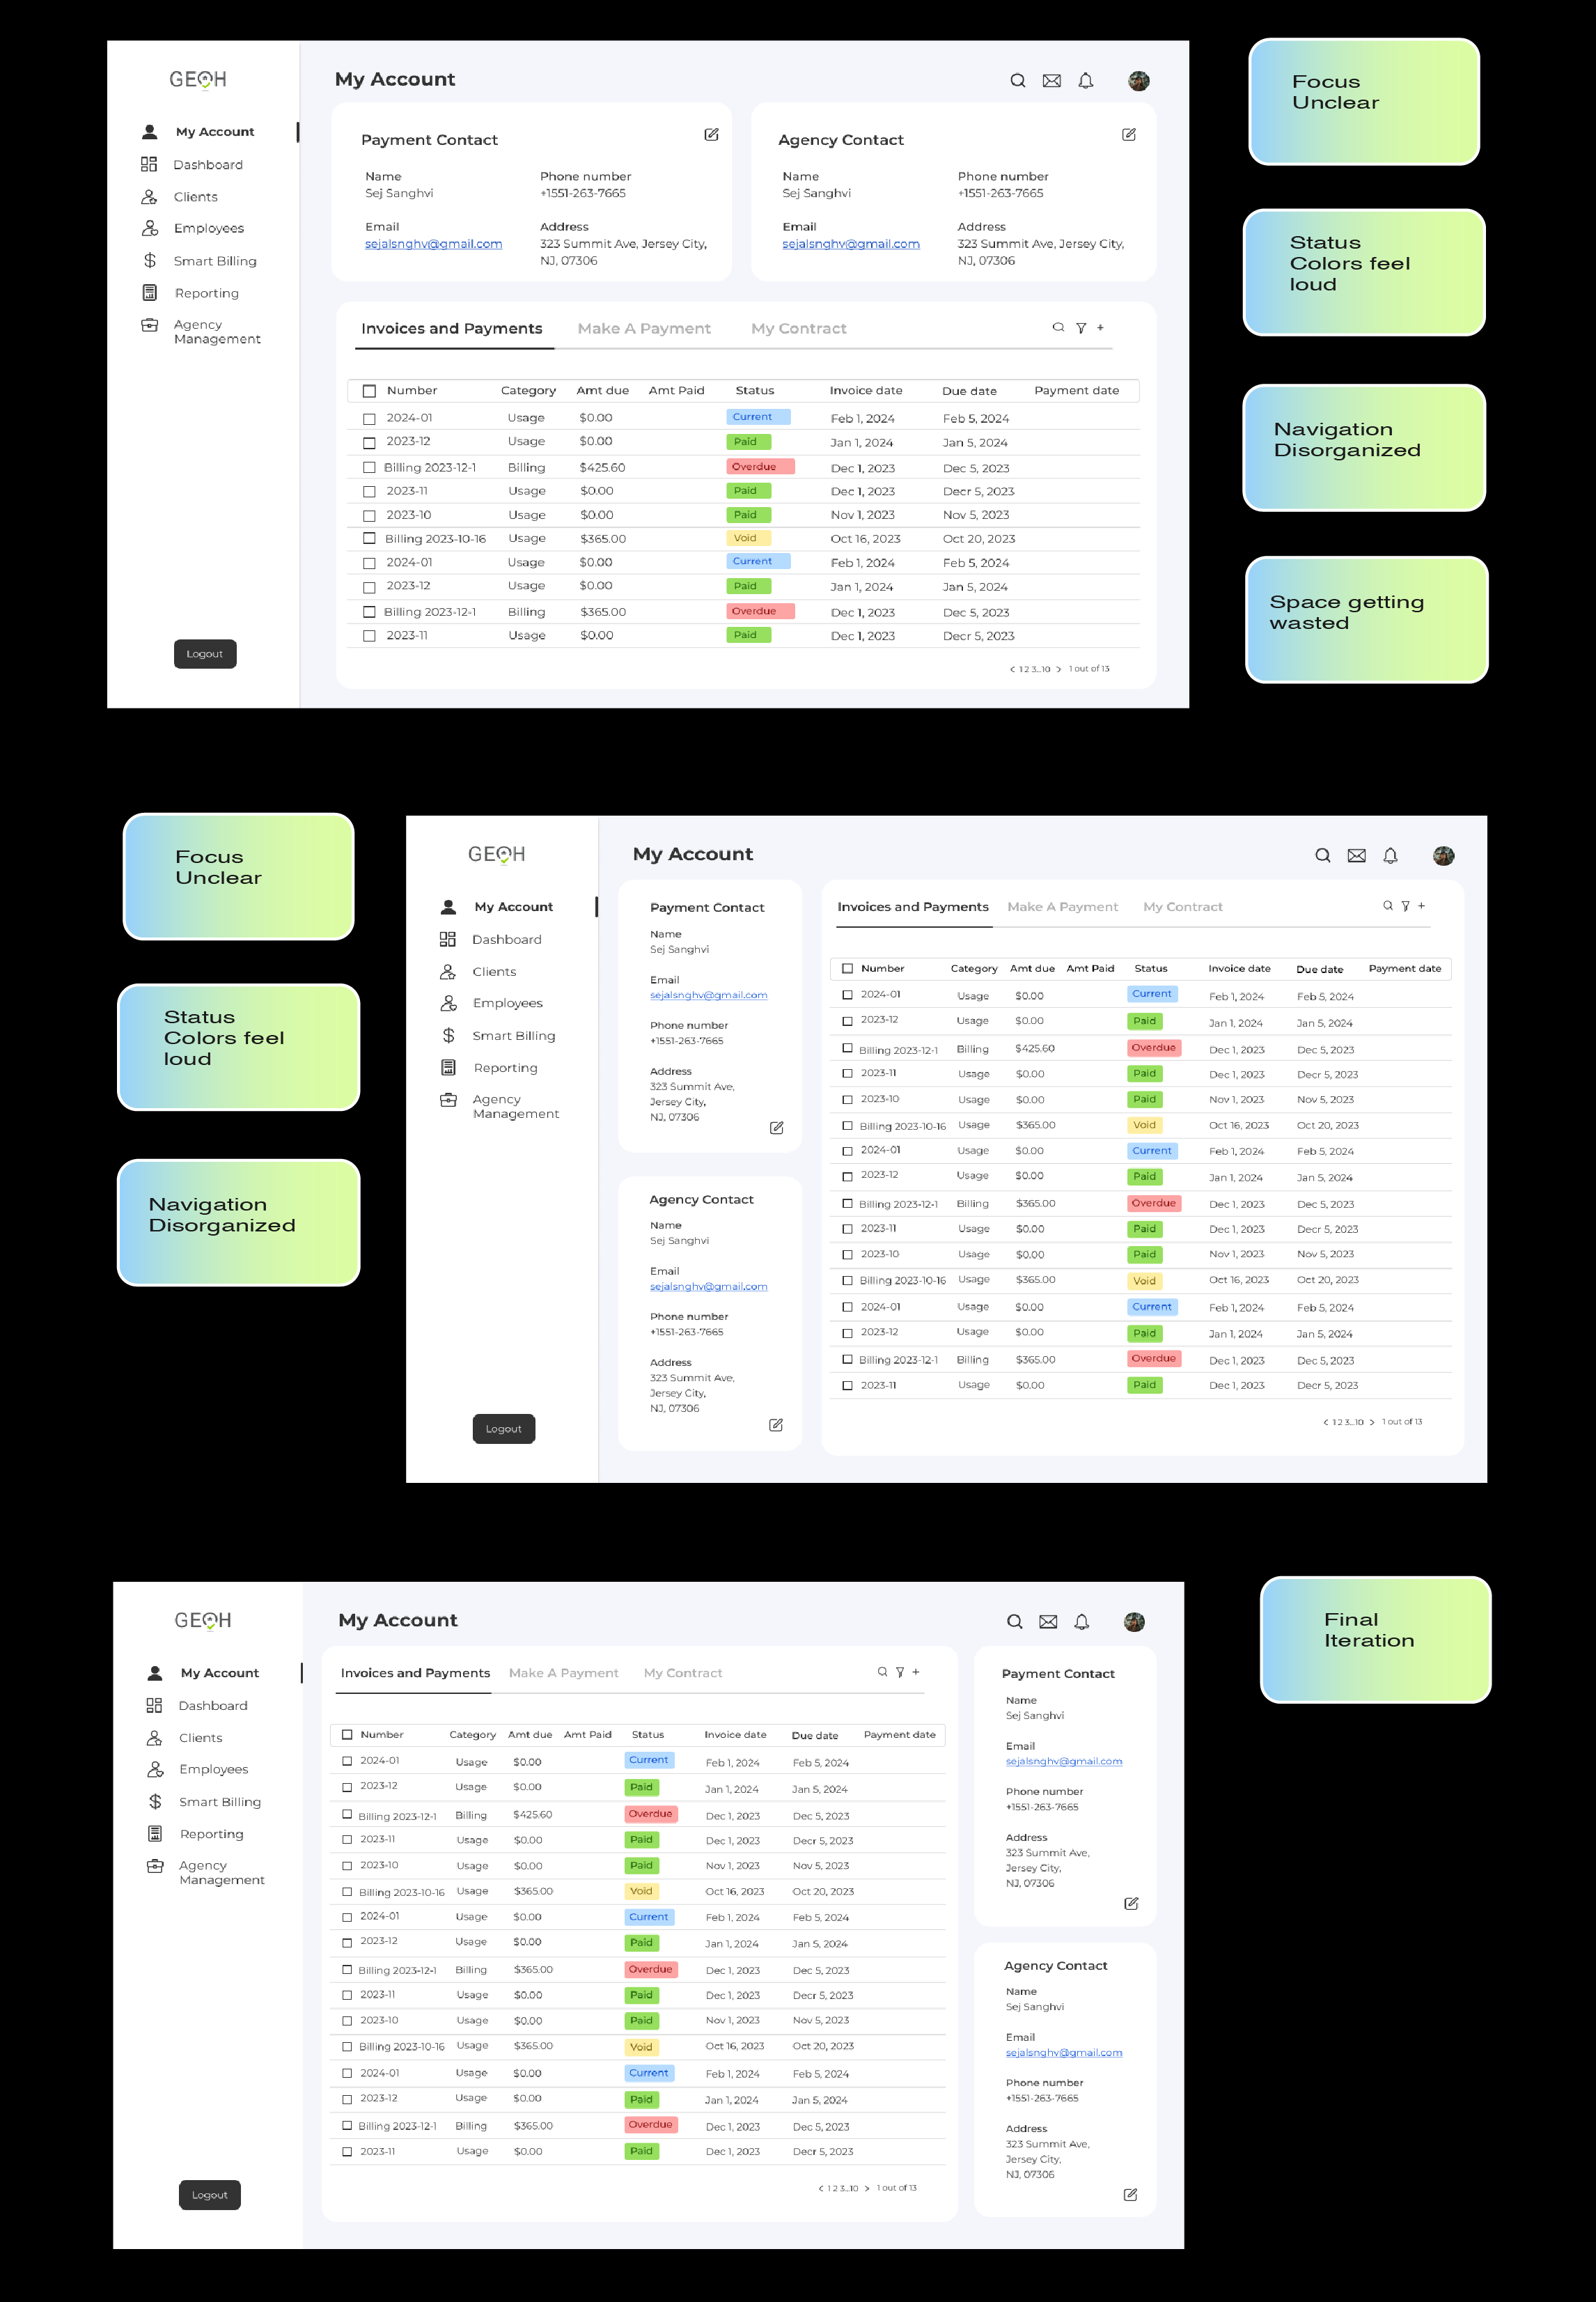 GEOH
My Account
Dashboard
Clients
Employees
Smart Billing
Reporting
Agency
Management
Logout
My Account
Payment Contact
Name
Sej Sanghvi
Phone number
+1551-263-7665
Email
sejalsnghv@gmail.com
Address
323 Summit Ave, Jersey City,
NJ, 07306
Agency Contact
Name
Sej Sanghvi
Phone number
+1551-263-7665
Email
sejalsnghv@gmail.com
Address
323 Summit Ave, Jersey City,
NJ, 07306
Invoices and Payments Make A Payment My Contract
Number Category Amt due Amt Paid Status Invoice date Due date Payment date
2024-01 Usage $0.00 Current Feb 1, 2024 Feb 5, 2024
2023-12 Usage $0.00 Paid Jan 1, 2024 Jan 5, 2024
Billing 2023-12-1 Billing $425.60 Overdue Dec 1, 2023 Dec 5, 2023
2023-11 Usage $0.00 Paid Dec 1, 2023 Decr 5, 2023
2023-10 Usage $0.00 Paid Nov 1, 2023 Nov 5, 2023
Billing 2023-10-16 Usage $365.00 Void Oct 16, 2023 Oct 20, 2023
2024-01 Usage $0.00 Current Feb 1, 2024 Feb 5, 2024
2023-12 Usage $0.00 Paid Jan 1, 2024 Jan 5, 2024
Billing 2023-12-1 Billing $365.00 Overdue Dec 1, 2023 Dec 5, 2023
2023-11 Usage $0.00 Paid Dec 1, 2023 Decr 5, 2023
< 1 2 3...10 > 1 out of 13
Focus
Unclear
Status
Colors feel
loud
Navigation
Disorganized
Space getting
wasted
Focus
Unclear
Status
Colors feel
loud
Navigation
Disorganized
GEOH
My Account
Dashboard
Clients
Employees
Smart Billing
Reporting
Agency
Management
Logout
My Account
Payment Contact
Name
Sej Sanghvi
Email
sejalsnghv@gmail.com
Phone number
+1551-263-7665
Address
323 Summit Ave,
Jersey City,
NJ, 07306
Agency Contact
Name
Sej Sanghvi
Email
sejalsnghv@gmail.com
Phone number
+1551-263-7665
Address
323 Summit Ave,
Jersey City,
NJ, 07306
Invoices and Payments Make A Payment My Contract
Number Category Amt due Amt Paid Status Invoice date Due date Payment date
2024-01 Usage $0.00 Current Feb 1, 2024 Feb 5, 2024
2023-12 Usage $0.00 Paid Jan 1, 2024 Jan 5, 2024
Billing 2023-12-1 Billing $425.60 Overdue Dec 1, 2023 Dec 5, 2023
2023-11 Usage $0.00 Paid Dec 1, 2023 Decr 5, 2023
2023-10 Usage $0.00 Paid Nov 1, 2023 Nov 5, 2023
Billing 2023-10-16 Usage $365.00 Void Oct 16, 2023 Oct 20, 2023
2024-01 Usage $0.00 Current Feb 1, 2024 Feb 5, 2024
2023-12 Usage $0.00 Paid Jan 1, 2024 Jan 5, 2024
Billing 2023-12-1 Billing $365.00 Overdue Dec 1, 2023 Dec 5, 2023
2023-11 Usage $0.00 Paid Dec 1, 2023 Decr 5, 2023
2023-10 Usage $0.00 Paid Nov 1, 2023 Nov 5, 2023
Billing 2023-10-16 Usage $365.00 Void Oct 16, 2023 Oct 20, 2023
2024-01 Usage $0.00 Current Feb 1, 2024 Feb 5, 2024
2023-12 Usage $0.00 Paid Jan 1, 2024 Jan 5, 2024
Billing 2023-12-1 Billing $365.00 Overdue Dec 1, 2023 Dec 5, 2023
2023-11 Usage $0.00 Paid Dec 1, 2023 Decr 5, 2023
< 1 2 3...10 > 1 out of 13
GEOH
My Account
Dashboard
Clients
Employees
Smart Billing
Reporting
Agency
Management
Logout
My Account
Invoices and Payments Make A Payment My Contract
Number Category Amt due Amt Paid Status Invoice date Due date Payment date
2024-01 Usage $0.00 Current Feb 1, 2024 Feb 5, 2024
2023-12 Usage $0.00 Paid Jan 1, 2024 Jan 5, 2024
Billing 2023-12-1 Billing $425.60 Overdue Dec 1, 2023 Dec 5, 2023
2023-11 Usage $0.00 Paid Dec 1, 2023 Decr 5, 2023
2023-10 Usage $0.00 Paid Nov 1, 2023 Nov 5, 2023
Billing 2023-10-16 Usage $365.00 Void Oct 16, 2023 Oct 20, 2023
2024-01 Usage $0.00 Current Feb 1, 2024 Feb 5, 2024
2023-12 Usage $0.00 Paid Jan 1, 2024 Jan 5, 2024
Billing 2023-12-1 Billing $365.00 Overdue Dec 1, 2023 Dec 5, 2023
2023-11 Usage $0.00 Paid Dec 1, 2023 Decr 5, 2023
2023-10 Usage $0.00 Paid Nov 1, 2023 Nov 5, 2023
Billing 2023-10-16 Usage $365.00 Void Oct 16, 2023 Oct 20, 2023
2024-01 Usage $0.00 Current Feb 1, 2024 Feb 5, 2024
2023-12 Usage $0.00 Paid Jan 1, 2024 Jan 5, 2024
Billing 2023-12-1 Billing $365.00 Overdue Dec 1, 2023 Dec 5, 2023
2023-11 Usage $0.00 Paid Dec 1, 2023 Decr 5, 2023
< 1 2 3...10 > 1 out of 13
Payment Contact
Name
Sej Sanghvi
Email
sejalsnghv@gmail.com
Phone number
+1551-263-7665
Address
323 Summit Ave,
Jersey City,
NJ, 07306
Agency Contact
Name
Sej Sanghvi
Email
sejalsnghv@gmail.com
Phone number
+1551-263-7665
Address
323 Summit Ave,
Jersey City,
NJ, 07306
Final
Iteration